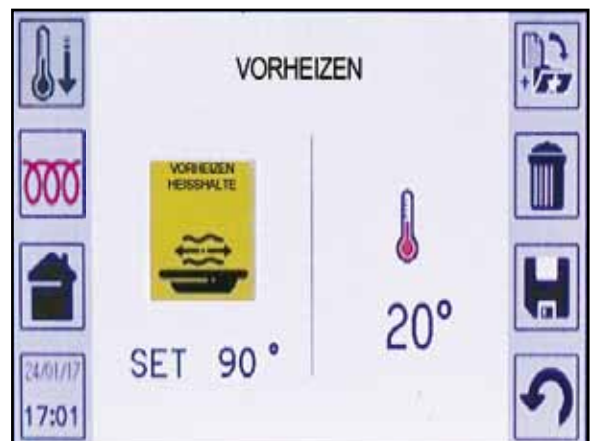 VORHEIZEN
VORHEIZEN
HEISSHALTE
SET 90°
20°
24/01/17
17:01